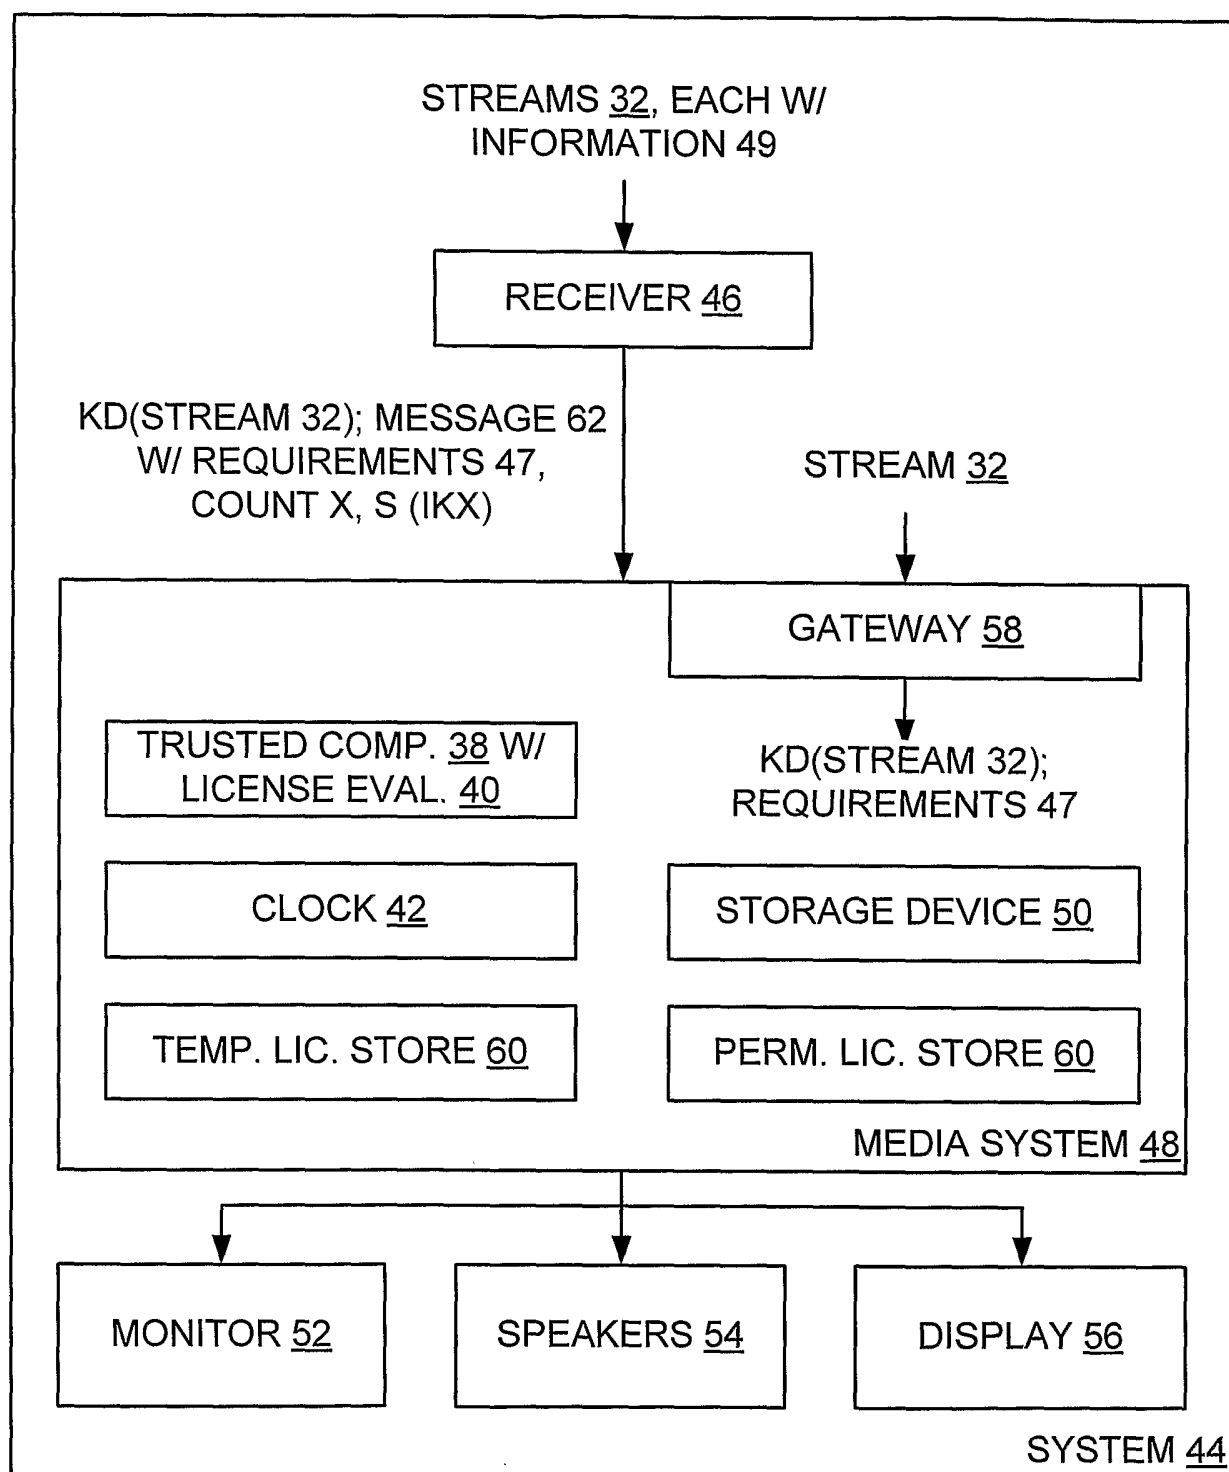 STREAMS 32, EACH W/
INFORMATION 49
RECEIVER 46
KD(STREAM 32); MESSAGE 62
W/ REQUIREMENTS 47,
COUNT X, S (IKX)
STREAM 32
GATEWAY 58
TRUSTED COMP. 38 W/
LICENSE EVAL. 40
KD(STREAM 32);
REQUIREMENTS 47
CLOCK 42
STORAGE DEVICE 50
TEMP. LIC. STORE 60
PERM. LIC. STORE 60
MEDIA SYSTEM 48
MONITOR 52
SPEAKERS 54
DISPLAY 56
SYSTEM 44